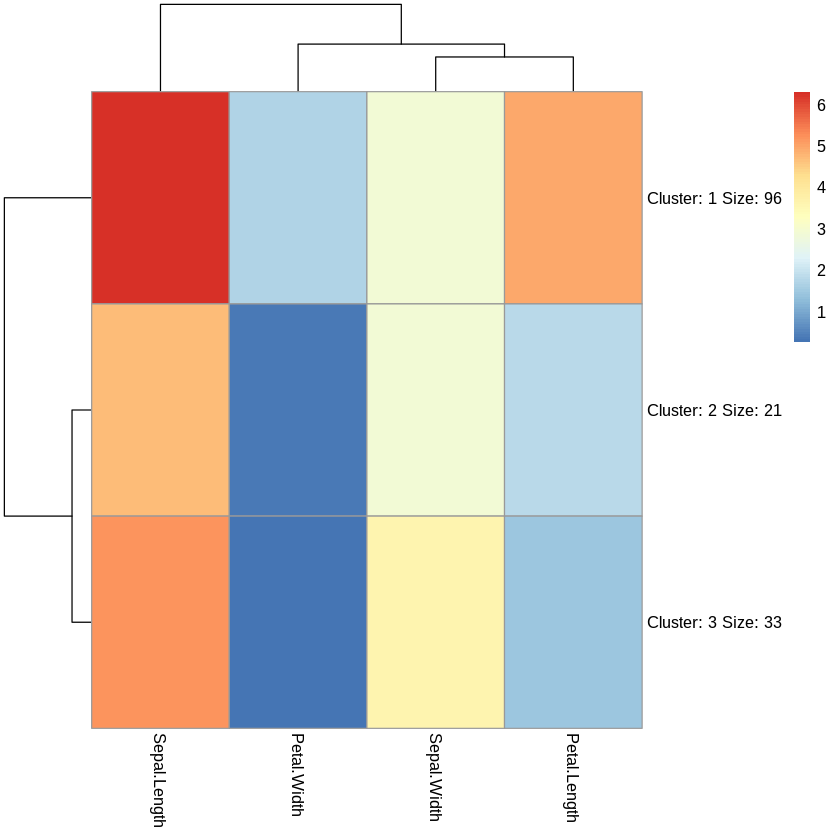 6
5
4
3
2
1
Cluster: 1 Size: 96
Cluster: 2 Size: 21
Cluster: 3 Size: 33
Sepal.Length
Petal.Width
Sepal.Width
Petal.Length